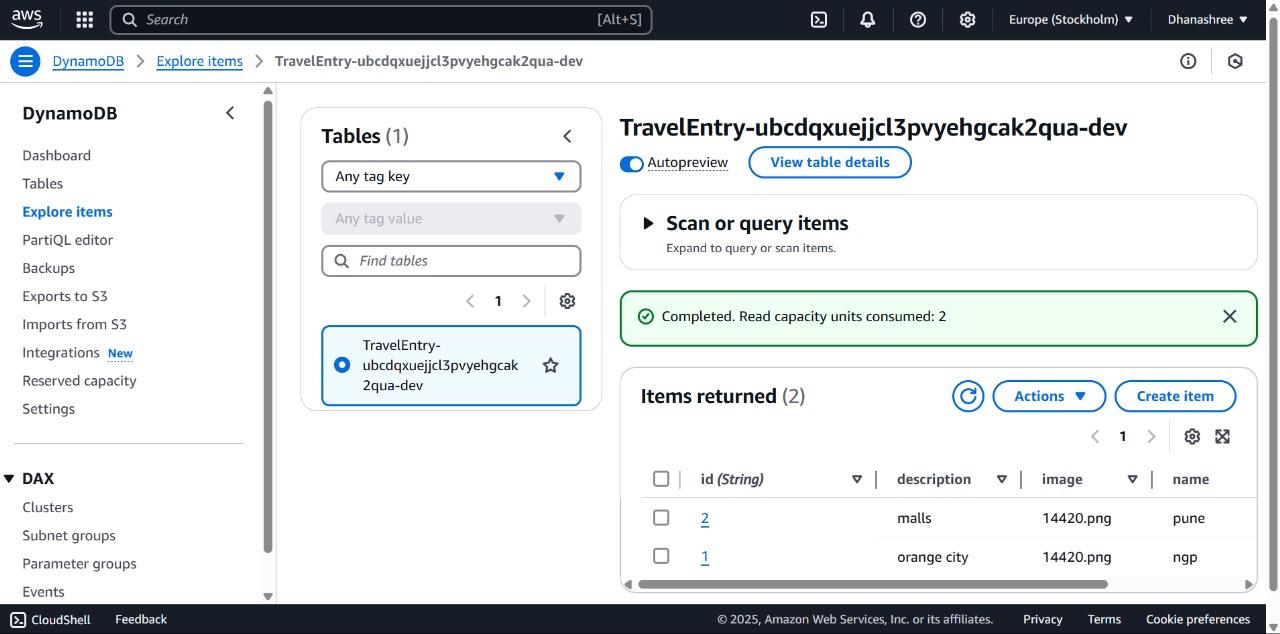 aws
Search
[Alt+S]
Europe (Stockholm)
Dhanashree
DynamoDB
Explore items
TravelEntry-ubcdqxuejjcl3pvyehgcak2qua-dev
DynamoDB
Dashboard
Tables
Explore items
PartiQL editor
Backups
Exports to S3
Imports from S3
Integrations New
Reserved capacity
Settings
DAX
Clusters
Subnet groups
Parameter groups
Events
Tables (1)
Any tag key
Any tag value
Find tables
1
TravelEntry-
ubcdqxuejjcl3pvyehgcak
2qua-dev
TravelEntry-ubcdqxuejjcl3pvyehgcak2qua-dev
Autopreview
View table details
Scan or query items
Expand to query or scan items.
Completed. Read capacity units consumed: 2
Items returned (2)
Actions
Create item
1
id (String) description image name
2 malls 14420.png pune
1 orange city 14420.png ngp
CloudShell
Feedback
© 2025, Amazon Web Services, Inc. or its affiliates.
Privacy
Terms
Cookie preferences